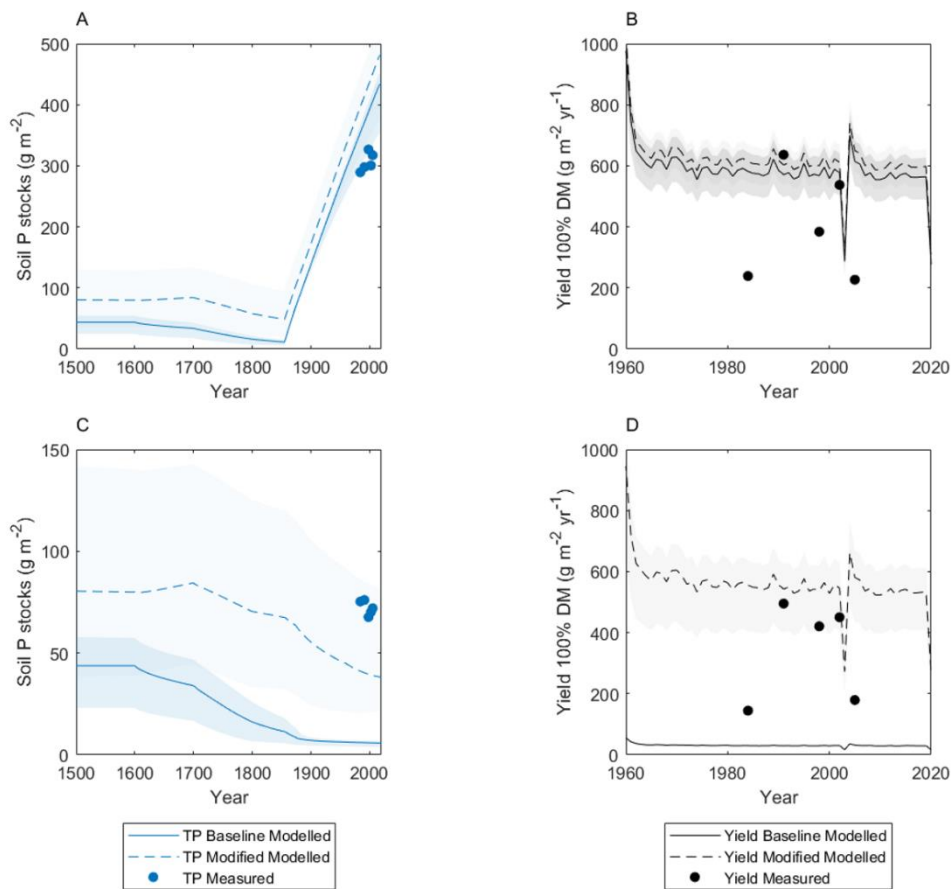 A
500
400
300
200
100
0
Soil P stocks (g m⁻²)
1500 1600 1700 1800 1900 2000
Year
B
1000
800
600
400
200
0
Yield 100% DM (g m⁻² yr⁻¹)
1960 1980 2000 2020
Year
C
150
100
50
0
Soil P stocks (g m⁻²)
1500 1600 1700 1800 1900 2000
Year
D
1000
800
600
400
200
0
Yield 100% DM (g m⁻² yr⁻¹)
1960 1980 2000 2020
Year
TP Baseline Modelled
TP Modified Modelled
TP Measured
Yield Baseline Modelled
Yield Modified Modelled
Yield Measured